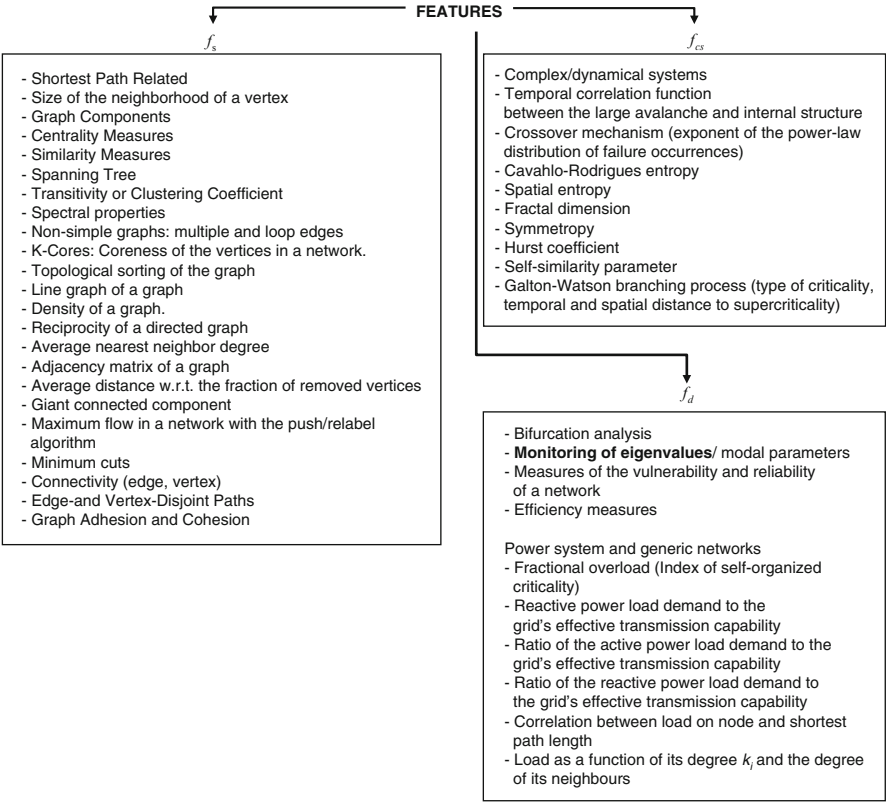 FEATURES
f_s
- Shortest Path Related
- Size of the neighborhood of a vertex
- Graph Components
- Centrality Measures
- Similarity Measures
- Spanning Tree
- Transitivity or Clustering Coefficient
- Spectral properties
- Non-simple graphs: multiple and loop edges
- K-Cores: Coreness of the vertices in a network.
- Topological sorting of the graph
- Line graph of a graph
- Density of a graph.
- Reciprocity of a directed graph
- Average nearest neighbor degree
- Adjacency matrix of a graph
- Average distance w.r.t. the fraction of removed vertices
- Giant connected component
- Maximum flow in a network with the push/relabel
algorithm
- Minimum cuts
- Connectivity (edge, vertex)
- Edge-and Vertex-Disjoint Paths
- Graph Adhesion and Cohesion
f_cs
- Complex/dynamical systems
- Temporal correlation function
between the large avalanche and internal structure
- Crossover mechanism (exponent of the power-law
distribution of failure occurrences)
- Cavahlo-Rodrigues entropy
- Spatial entropy
- Fractal dimension
- Symmetropy
- Hurst coefficient
- Self-similarity parameter
- Galton-Watson branching process (type of criticality,
temporal and spatial distance to supercriticality)
f_d
- Bifurcation analysis
- Monitoring of eigenvalues/ modal parameters
- Measures of the vulnerability and reliability
of a network
- Efficiency measures
Power system and generic networks
- Fractional overload (Index of self-organized
criticality)
- Reactive power load demand to the
grid's effective transmission capability
- Ratio of the active power load demand to the
grid's effective transmission capability
- Ratio of the reactive power load demand to
the grid's effective transmission capability
- Correlation between load on node and shortest
path length
- Load as a function of its degree k_i and the degree
of its neighbours